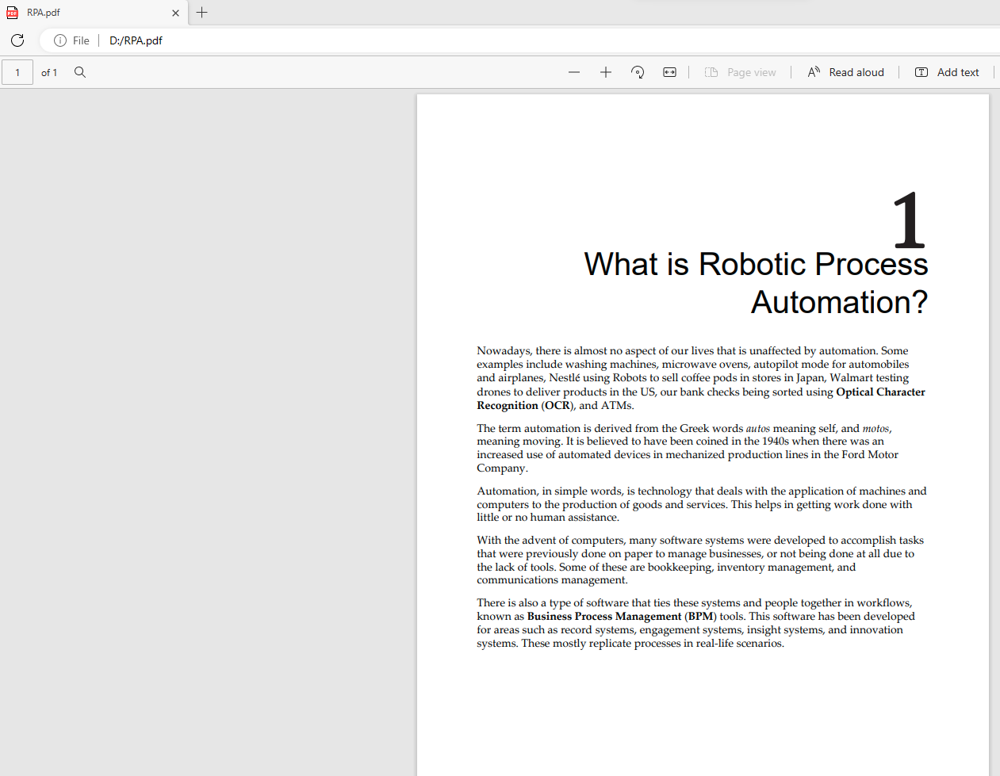 RPA.pdf
File D:/RPA.pdf
1 of 1 Page view Read aloud Add text
1
What is Robotic Process
Automation?
Nowadays, there is almost no aspect of our lives that is unaffected by automation. Some
examples include washing machines, microwave ovens, autopilot mode for automobiles
and airplanes, Nestlé using Robots to sell coffee pods in stores in Japan, Walmart testing
drones to deliver products in the US, our bank checks being sorted using Optical Character
Recognition (OCR), and ATMs.
The term automation is derived from the Greek words autos meaning self, and motos,
meaning moving. It is believed to have been coined in the 1940s when there was an
increased use of automated devices in mechanized production lines in the Ford Motor
Company.
Automation, in simple words, is technology that deals with the application of machines and
computers to the production of goods and services. This helps in getting work done with
little or no human assistance.
With the advent of computers, many software systems were developed to accomplish tasks
that were previously done on paper to manage businesses, or not being done at all due to
the lack of tools. Some of these are bookkeeping, inventory management, and
communications management.
There is also a type of software that ties these systems and people together in workflows,
known as Business Process Management (BPM) tools. This software has been developed
for areas such as record systems, engagement systems, insight systems, and innovation
systems. These mostly replicate processes in real-life scenarios.